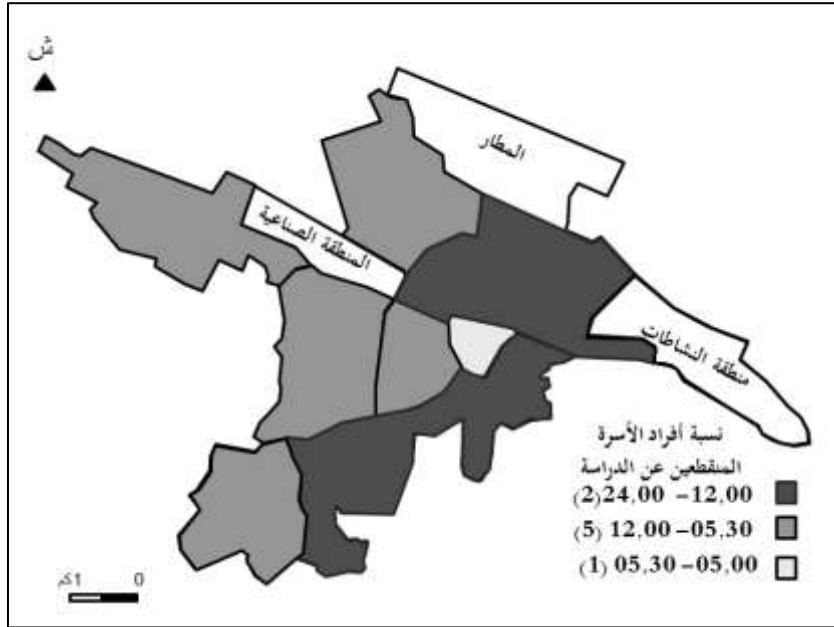 ش
المطار
المنطقة الصناعية
منطقة النشاطات
نسبة أفراد الأسرة
المنقطعين عن الدراسة
(2)24,00 –12,00
(5) 12,00–05,30
(1) 05,30–05,00
0 1كم